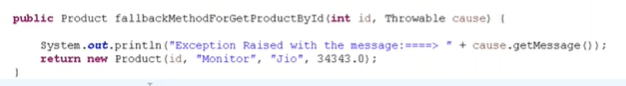 public Product fallbackMethodForGetProductById(int id, Throwable cause) {
System.out.println("Exception Raised with the message:====> " + cause.getMessage());
return new Product(id, "Monitor", "Jio", 34343.0);
}